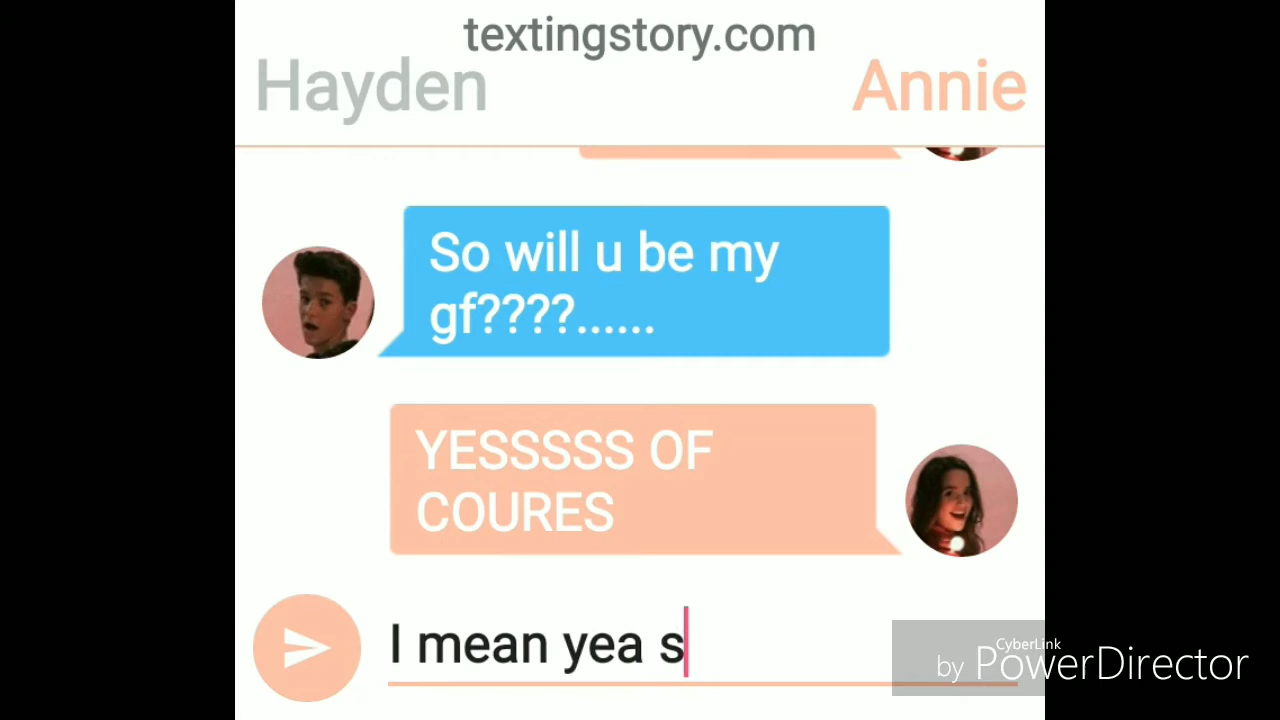 textingstory.com
Hayden
Annie
So will u be my
gf????......
YESSSSS OF
COURES
I mean yea s
CyberLink
by PowerDirector